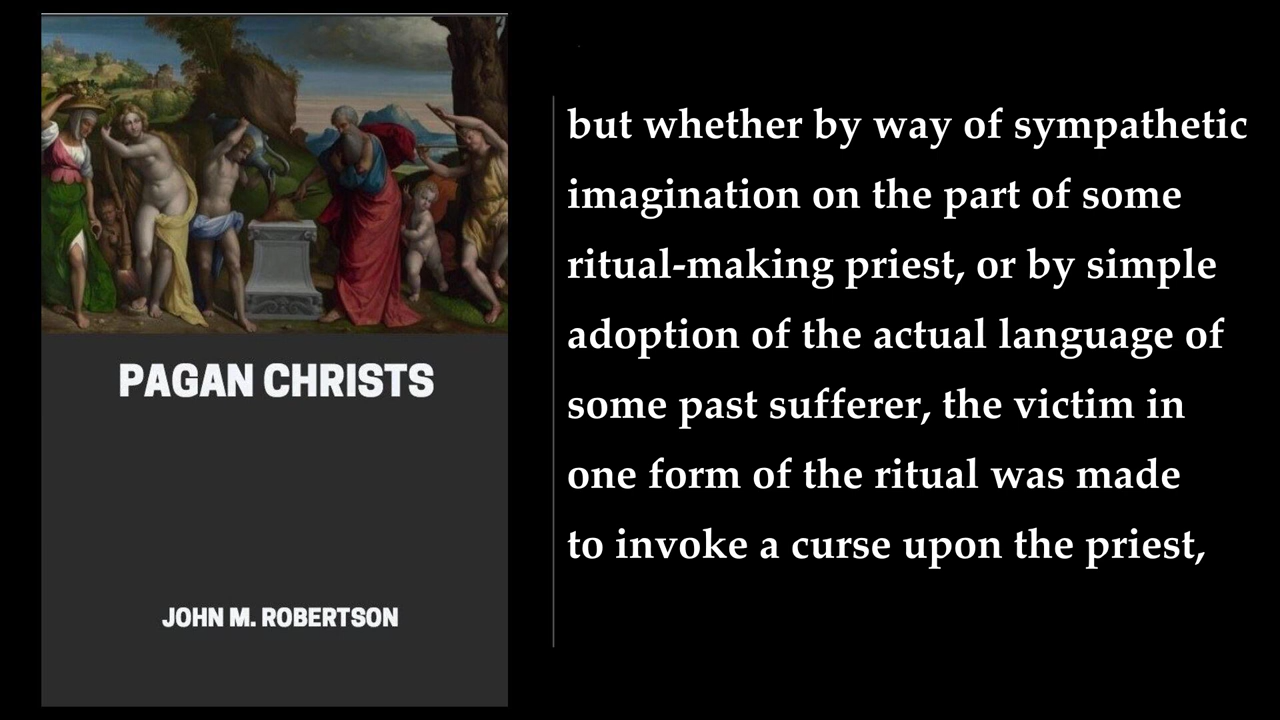 PAGAN CHRISTS
JOHN M. ROBERTSON
but whether by way of sympathetic
imagination on the part of some
ritual-making priest, or by simple
adoption of the actual language of
some past sufferer, the victim in
one form of the ritual was made
to invoke a curse upon the priest,